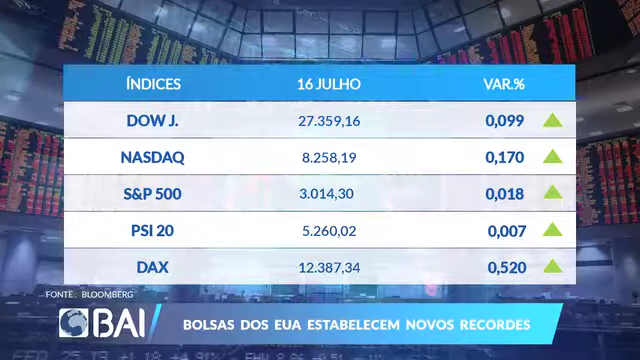 ÍNDICES 16 JULHO VAR.%
DOW J. 27.359,16 0,099
NASDAQ 8.258,19 0,170
S&P 500 3.014,30 0,018
PSI 20 5.260,02 0,007
DAX 12.387,34 0,520
FONTE: BLOOMBERG
BAI BOLSAS DOS EUA ESTABELECEM NOVOS RECORDES